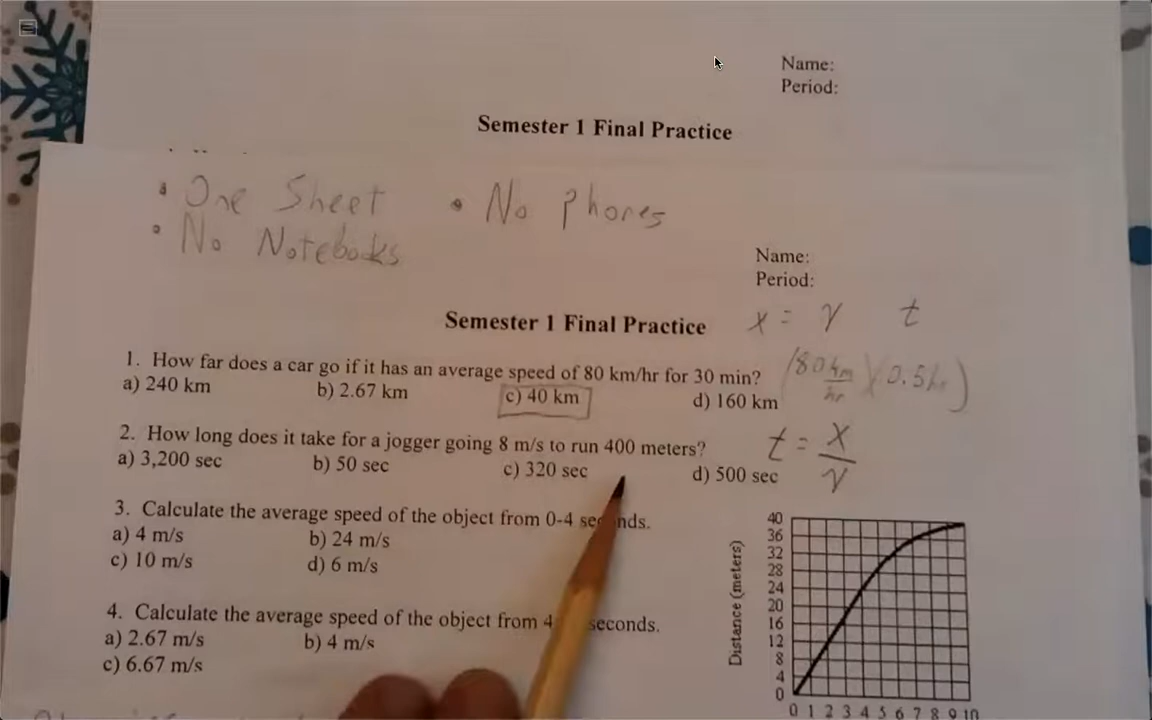 Name:
Period:
Semester 1 Final Practice
• One Sheet • No Phones
• No Notebooks
Name:
Period:
Semester 1 Final Practice
x = v t
1. How far does a car go if it has an average speed of 80 km/hr for 30 min? (80 km/hr)(0.5hr)
a) 240 km b) 2.67 km c) 40 km d) 160 km
2. How long does it take for a jogger going 8 m/s to run 400 meters? t = x/v
a) 3,200 sec b) 50 sec c) 320 sec d) 500 sec
3. Calculate the average speed of the object from 0-4 seconds.
a) 4 m/s b) 24 m/s
c) 10 m/s d) 6 m/s
4. Calculate the average speed of the object from 4 seconds.
a) 2.67 m/s b) 4 m/s
c) 6.67 m/s
Distance (meters)
40
36
32
28
24
20
16
12
8
4
0
0 1 2 3 4 5 6 7 8 9 10